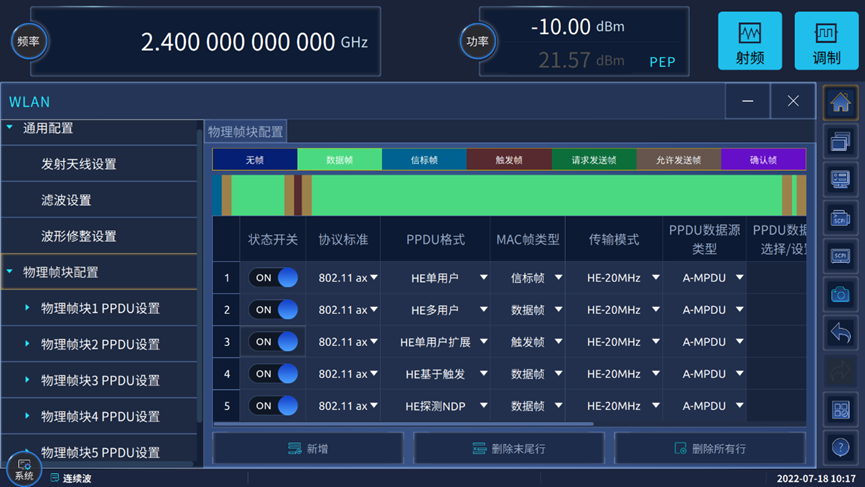 频率
2.400 000 000 000 GHz
功率
-10.00 dBm
21.57 dBm
PEP
射频
调制
WLAN
通用配置
发射天线设置
滤波设置
波形修整设置
物理帧块配置
物理帧块1 PPDU设置
物理帧块2 PPDU设置
物理帧块3 PPDU设置
物理帧块4 PPDU设置
物理帧块5 PPDU设置
物理帧块配置
无帧 数据帧 信标帧 触发帧 请求发送帧 允许发送帧 确认帧
状态开关 协议标准 PPDU格式 MAC帧类型 传输模式 PPDU数据源类型 PPDU数据 选择/设
1 ON 802.11 ax HE单用户 信标帧 HE-20MHz A-MPDU
2 ON 802.11 ax HE多用户 数据帧 HE-20MHz A-MPDU
3 ON 802.11 ax HE单用户扩展 触发帧 HE-20MHz A-MPDU
4 ON 802.11 ax HE基于触发 数据帧 HE-20MHz A-MPDU
5 ON 802.11 ax HE探测NDP 数据帧 HE-20MHz A-MPDU
新增
删除末尾行
删除所有行
SCPI
SCPI
系统
连续波
2022-07-18 10:17